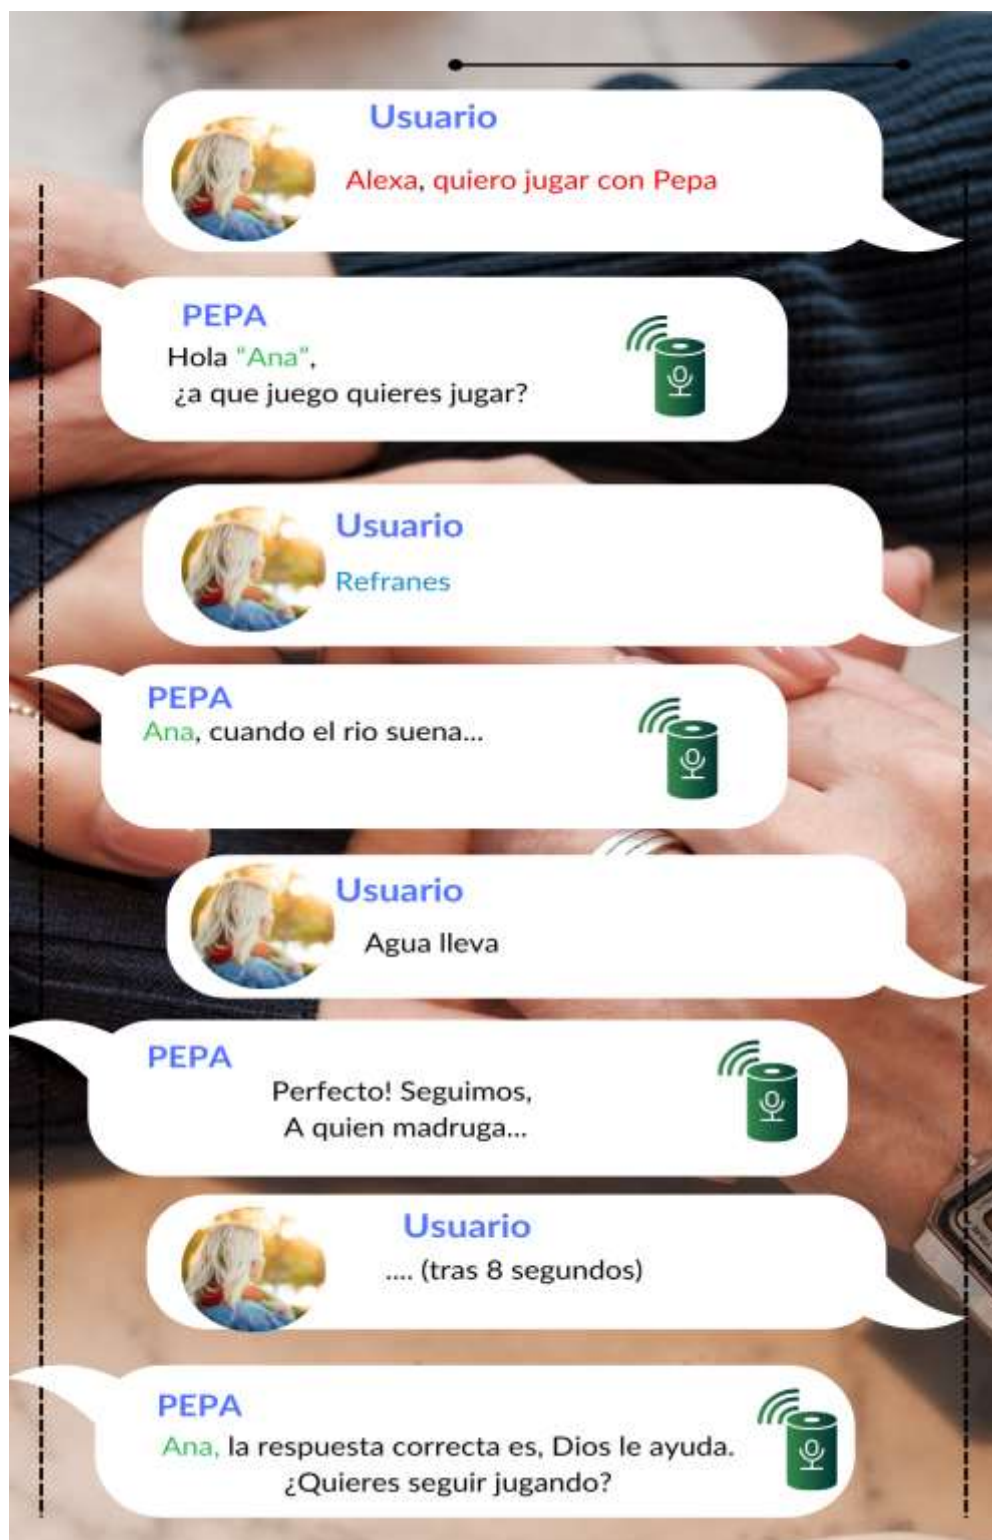 Usuario
Alexa, quiero jugar con Pepa
PEPA
Hola "Ana",
¿a que juego quieres jugar?
Usuario
Refranes
PEPA
Ana, cuando el rio suena...
Usuario
Agua lleva
PEPA
Perfecto! Seguimos,
A quien madruga...
Usuario
.... (tras 8 segundos)
PEPA
Ana, la respuesta correcta es, Dios le ayuda.
¿Quieres seguir jugando?